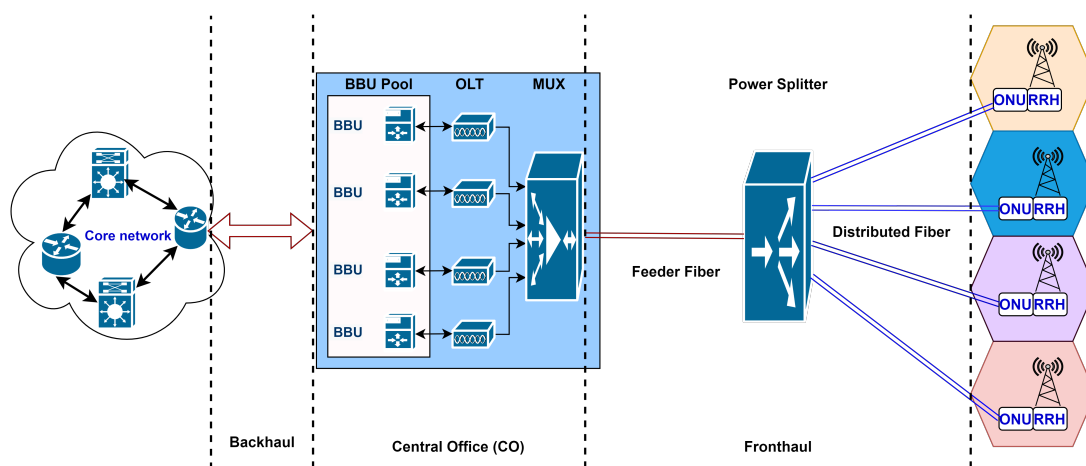 BBU Pool
OLT
MUX
Power Splitter
ONU RRH
BBU
BBU
ONU RRH
Core network
Distributed Fiber
BBU
Feeder Fiber
ONU RRH
BBU
ONU RRH
Backhaul
Central Office (CO)
Fronthaul